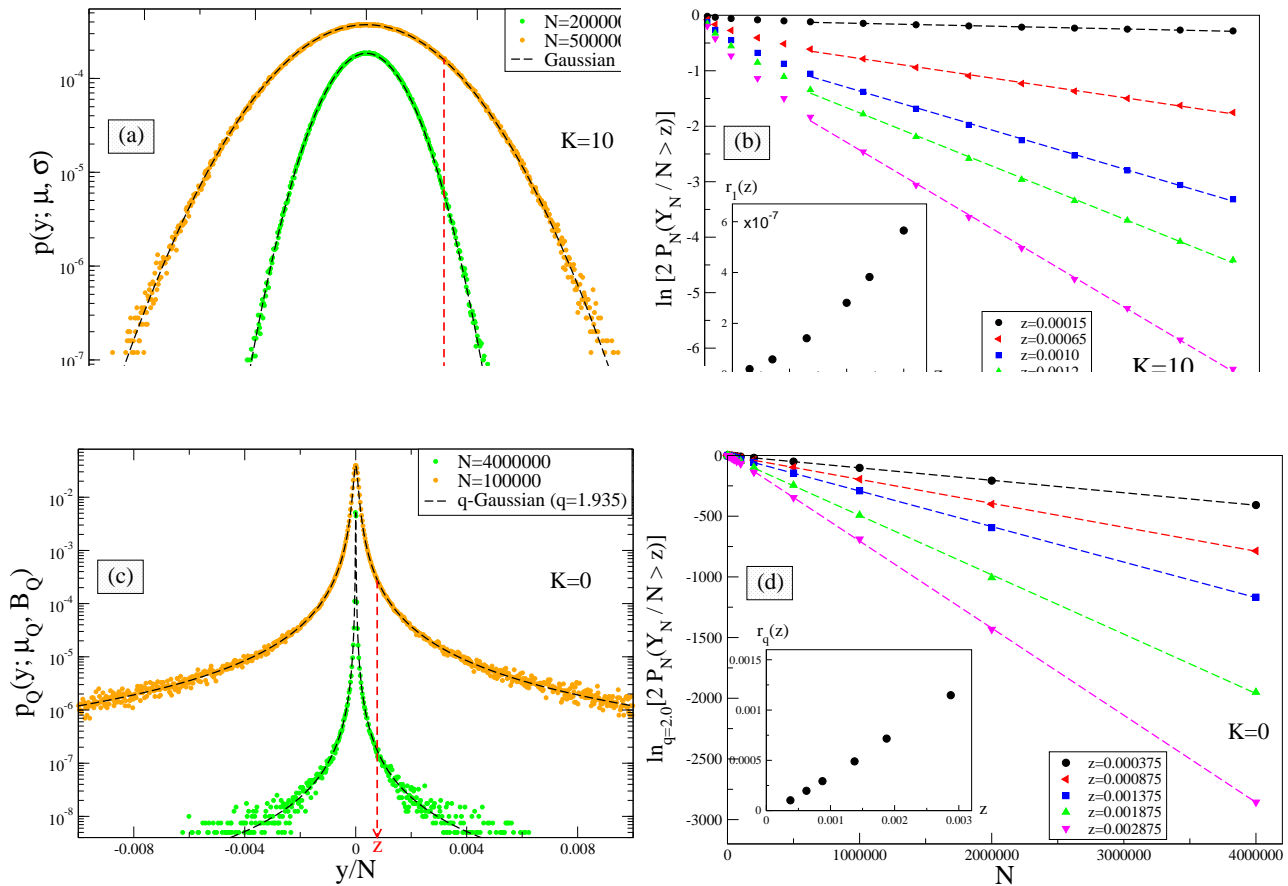 N=200000
N=500000
Gaussian
(a)
K=10
p(y; μ, σ)
10⁻⁴
10⁻⁵
10⁻⁶
10⁻⁷
-0.008
-0.004
0
0.004
0.008
0
-1
-2
-3
-4
-5
-6
ln [2 P_N(Y_N / N > z)]
(b)
r_1(z)
x10⁻⁷
6
4
2
z=0.00015
z=0.00065
z=0.0010
z=0.0012
K=10
N=4000000
N=100000
q-Gaussian (q=1.935)
(c)
K=0
p_Q(y; μ_Q, B_Q)
10⁻²
10⁻³
10⁻⁴
10⁻⁵
10⁻⁶
10⁻⁷
10⁻⁸
z
y/N
0
-500
-1000
-1500
-2000
-2500
-3000
ln_{q=2.0}[2 P_N(Y_N / N > z)]
(d)
r_q(z)
0.0015
0.001
0.0005
0
0
0.001
0.002
0.003
z
K=0
z=0.000375
z=0.000875
z=0.001375
z=0.001875
z=0.002875
0
1000000
2000000
3000000
4000000
N